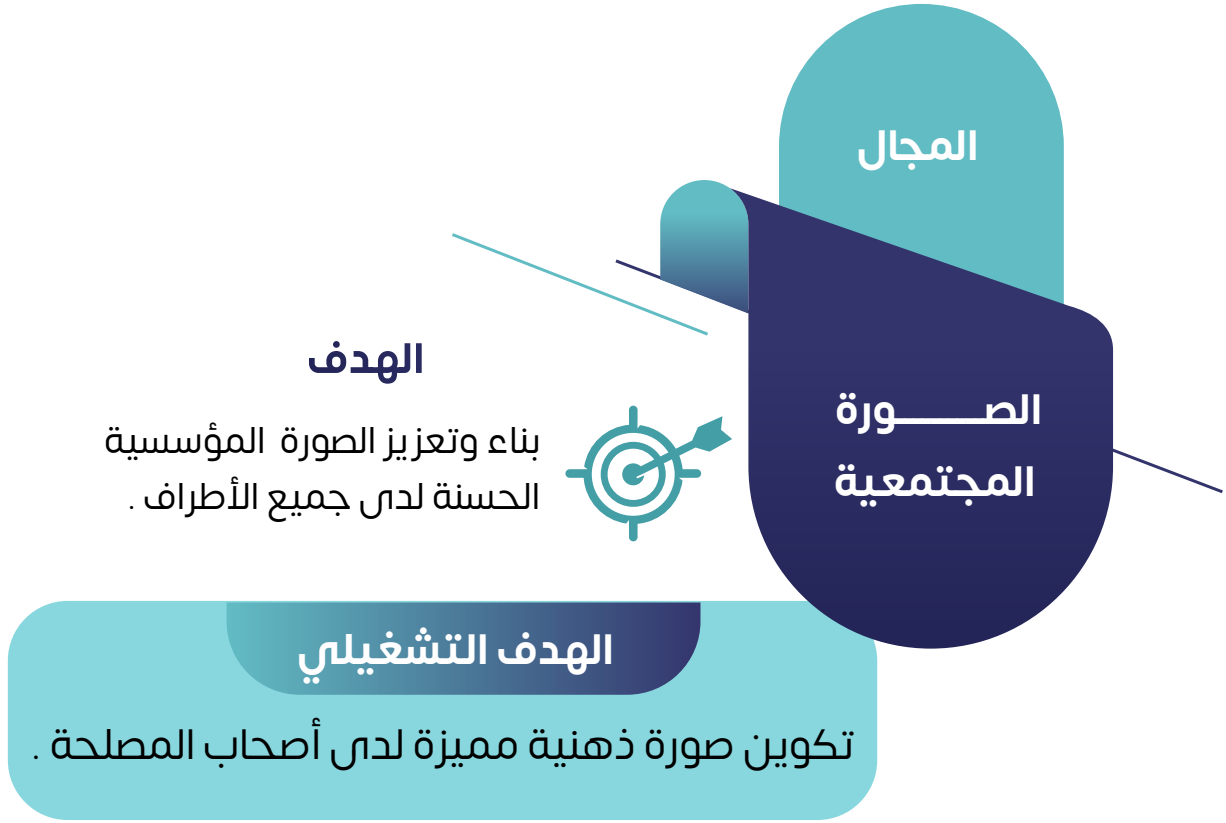 المجال
الصـــــــورة
المجتمعية
الهدف
بناء وتعزيز الصورة المؤسسية
الحسنة لدى جميع الأطراف .
الهدف التشغيلي
تكوين صورة ذهنية مميزة لدى أصحاب المصلحة .